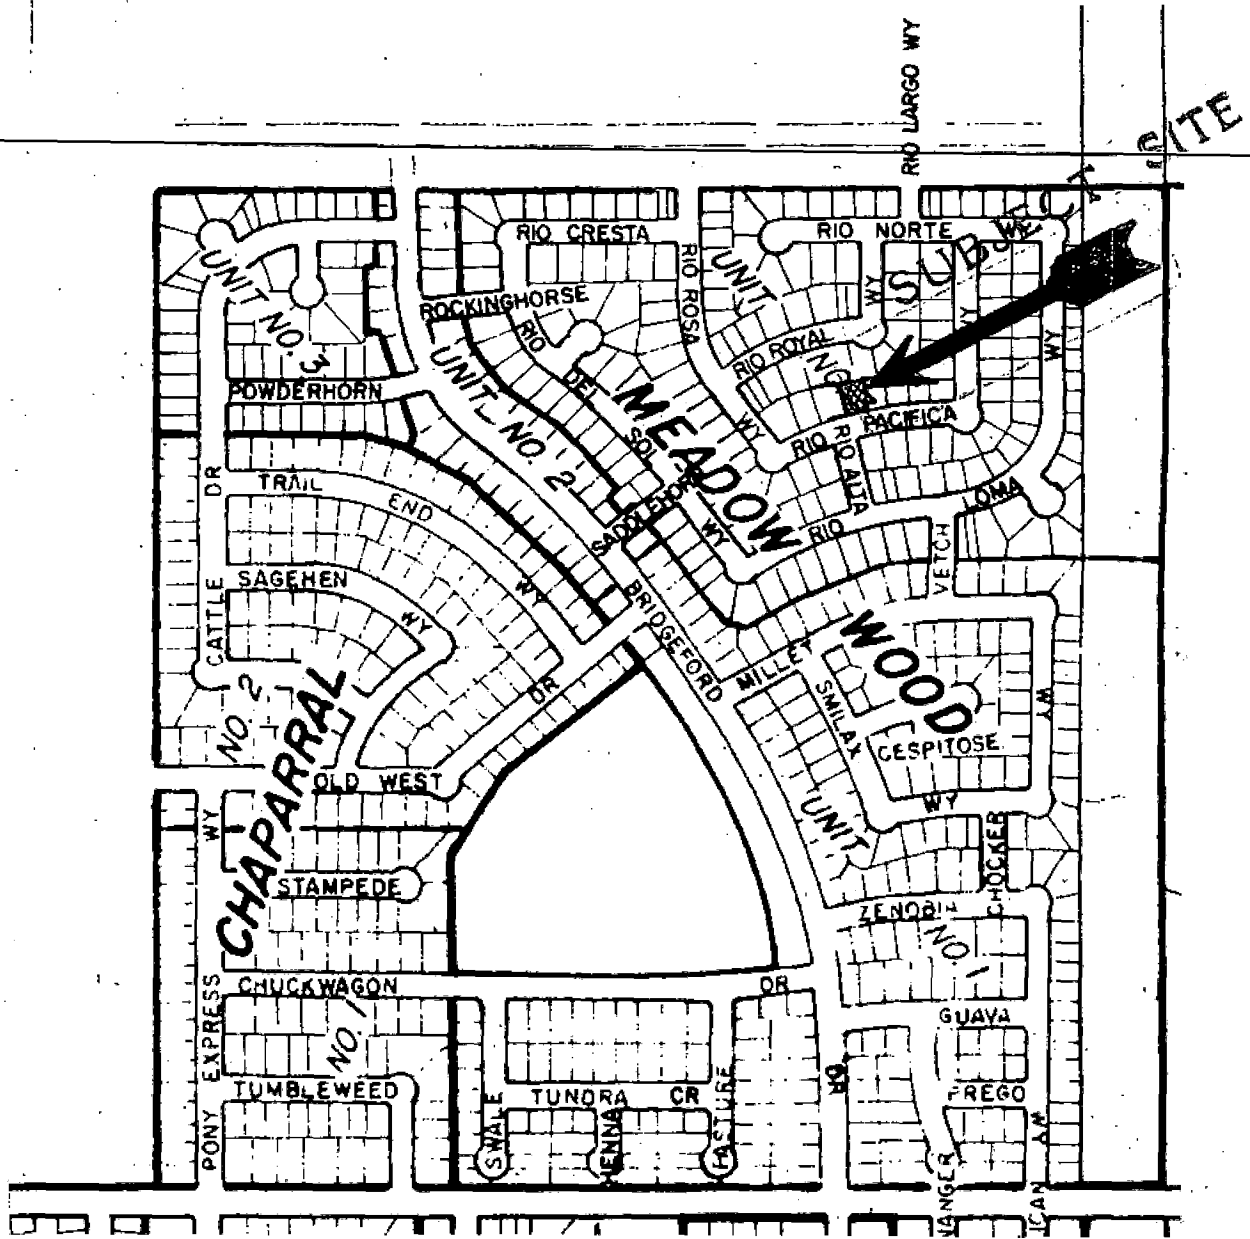 RIO LARGO WY
SUBJECT SITE
RIO CRESTA
RIO NORTE WY
UNIT NO. 3
RIO ROSA WY
UNIT NO.
WY
WY
WY
ROCKINGHORSE
RIO DEL SOL WY
RIO ROYAL
POWDERHORN
UNIT NO. 2
MEADOW
WOOD
RIO PACIFICA
RIO ALTA
RIO LOMA
SADDLEHORN
TRAIL END WY
CATTLE DR
SAGEHEN WY
VETCH
BRIDGEFORD
DR
MILLET
SMILAX
WY
CESPITOSE
WY
NO. 2
CHAPARRAL
OLD WEST
DR
UNIT NO. 1
CHOCKER
STAMPEDE
ZENOBIA
PONY EXPRESS WY
CHUCKWAGON DR
NO. 1
GUAVA
TUMBLEWEED
TUNDRA CR
SWALE
HENNA
PASTURE
FREGO
WY